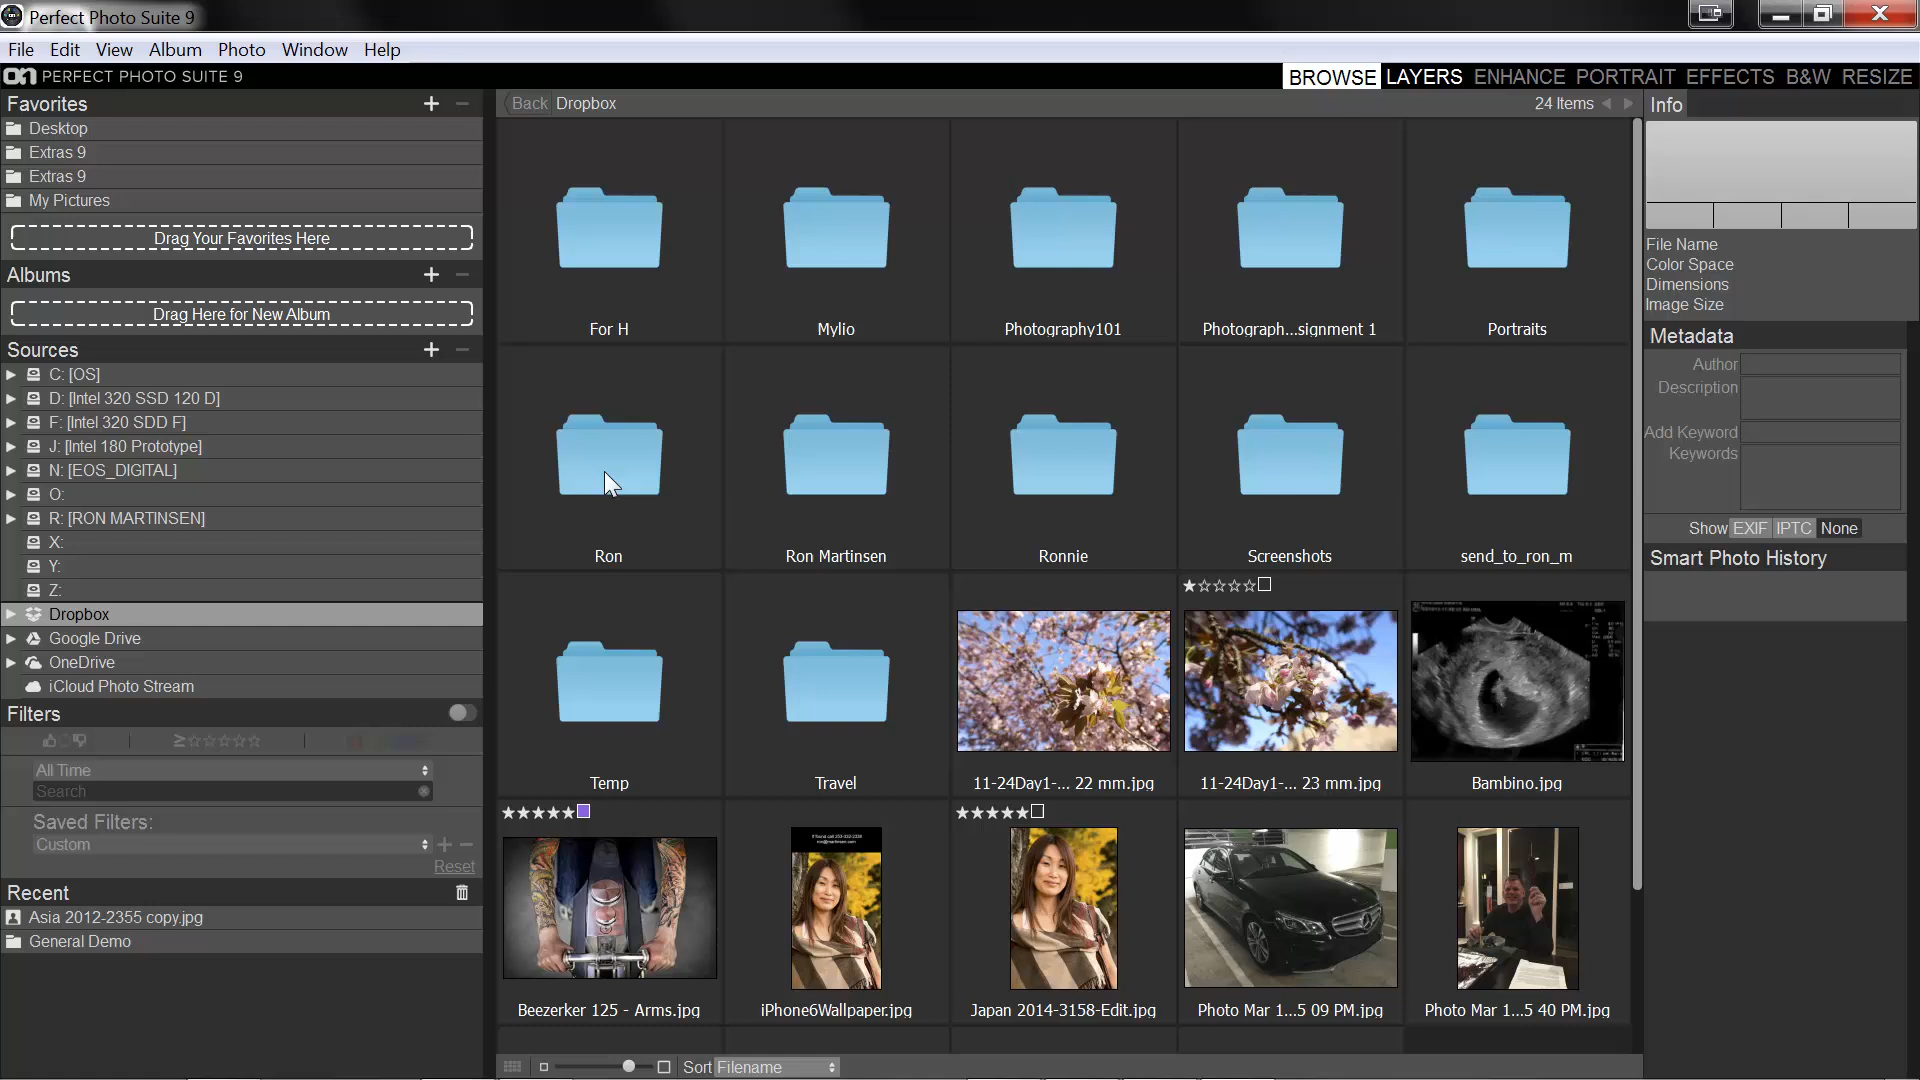 Perfect Photo Suite 9
File Edit View Album Photo Window Help
on PERPECT PHOTO SUITE 9
BROWSE LAYERS ENHANCE PORTRAIT EFFECTS B&W RESIZE
Favorites
Desktop
Extras 9
Extras 9
My Pictures
Drag Your Favorites Here
Albums
Drag Here for New Album
Sources
C: [OS]
D: [Intel 320 SSD 120 D]
F: [Intel 320 SDD F]
J: [Intel 180 Prototype]
N: [EOS_DIGITAL]
O:
R: [RON MARTINSEN]
X:
Y:
Z:
Dropbox
Google Drive
OneDrive
iCloud Photo Stream
Filters
All Time
Search
Saved Filters:
Custom
Reset
Recent
Asia 2012-2355 copy.jpg
General Demo
Back Dropbox
24 Items
For H
Mylio
Photography101
Photograph...signment 1
Portraits
Ron
Ron Martinsen
Ronnie
Screenshots
send_to_ron_m
Temp
Travel
11-24Day1-... 22 mm.jpg
11-24Day1-... 23 mm.jpg
Bambino.jpg
Beezerker 125 - Arms.jpg
iPhone6Wallpaper.jpg
Japan 2014-3158-Edit.jpg
Photo Mar 1...5 09 PM.jpg
Photo Mar 1...5 40 PM.jpg
Sort Filename
Info
File Name
Color Space
Dimensions
Image Size
Metadata
Author
Description
Add Keyword
Keywords
Show EXIF IPTC None
Smart Photo History